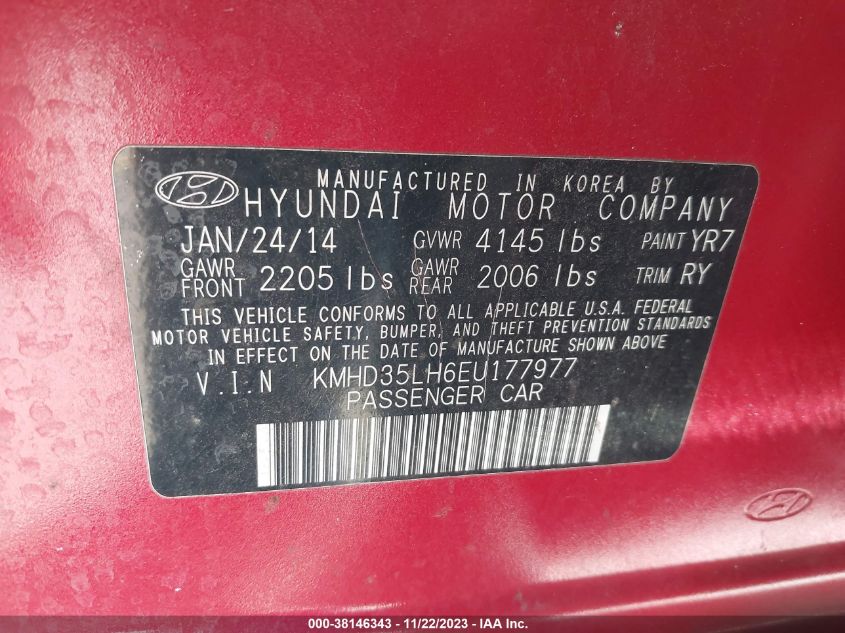 MANUFACTURED IN KOREA BY
HYUNDAI MOTOR COMPANY
JAN/24/14 GVWR 4145 lbs PAINT YR7
GAWR FRONT 2205 lbs GAWR REAR 2006 lbs TRIM RY
THIS VEHICLE CONFORMS TO ALL APPLICABLE U.S.A. FEDERAL
MOTOR VEHICLE SAFETY, BUMPER, AND THEFT PREVENTION STANDARDS
IN EFFECT ON THE DATE OF MANUFACTURE SHOWN ABOVE.
V.I.N KMHD35LH6EU177977
PASSENGER CAR
000-38146343 - 11/22/2023 - IAA Inc.